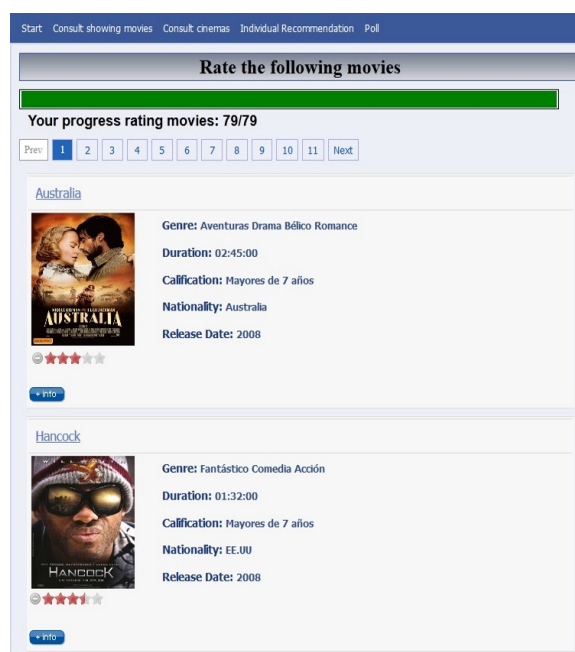 Start Consult showing movies Consult cinemas Individual Recommendation Poll
Rate the following movies
Your progress rating movies: 79/79
Prev 1 2 3 4 5 6 7 8 9 10 11 Next
Australia
Genre: Aventuras Drama Bélico Romance
Duration: 02:45:00
Calification: Mayores de 7 años
Nationality: Australia
Release Date: 2008
AUSTRALIA
+ info
Hancock
Genre: Fantástico Comedia Acción
Duration: 01:32:00
Calification: Mayores de 7 años
Nationality: EE.UU
Release Date: 2008
HANCOCK
+ info